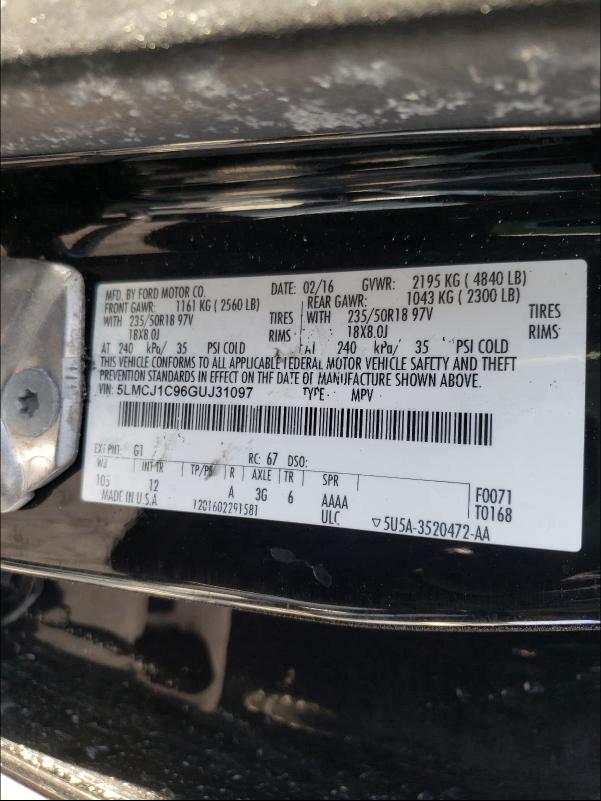 MFD. BY FORD MOTOR CO. DATE: 02/16 GVWR: 2195 KG ( 4840 LB)
FRONT GAWR: 1161 KG ( 2560 LB) REAR GAWR: 1043 KG ( 2300 LB)
WITH 235/50R18 97V TIRES WITH 235/50R18 97V TIRES
18X8.0J RIMS 18X8.0J RIMS
AT 240 kPa/ 35 PSI COLD AT 240 kPa/ 35 PSI COLD
THIS VEHICLE CONFORMS TO ALL APPLICABLE FEDERAL MOTOR VEHICLE SAFETY AND THEFT
PREVENTION STANDARDS IN EFFECT ON THE DATE OF MANUFACTURE SHOWN ABOVE.
VIN: 5LMCJ1C96GUJ31097 TYPE: MPV
EXT PNT: G1 RC: 67 DSO:
WB INT TR TP/PS R AXLE TR SPR
105 12 A 3G 6 AAAA F0071
MADE IN U.S.A ULC T0168
1201602291581 ▽5U5A-3520472-AA